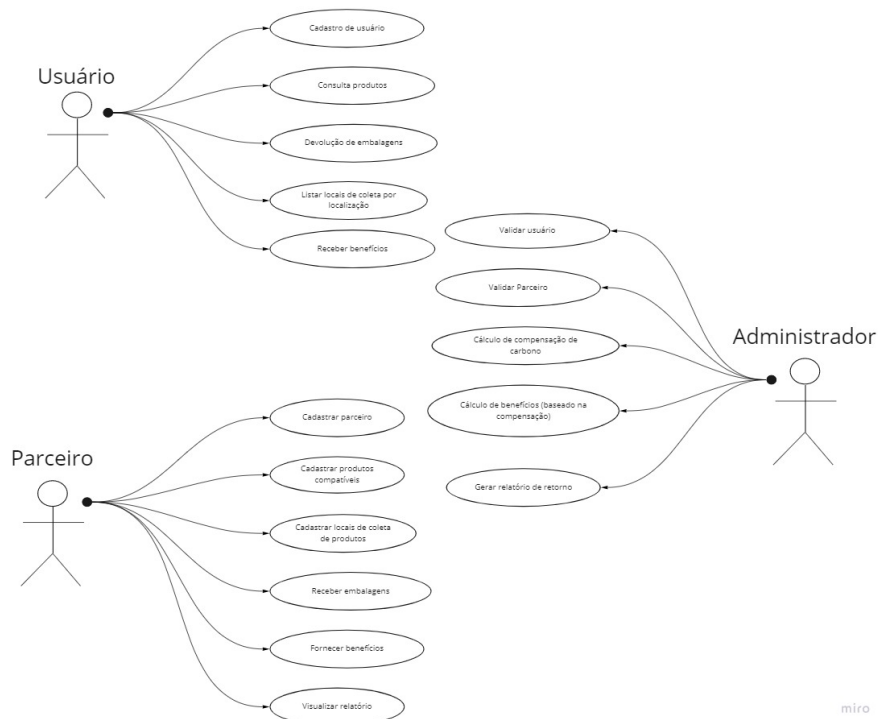 Usuário
Cadastro de usuário
Consulta produtos
Devolução de embalagens
Listar locais de coleta por
localização
Receber benefícios
Validar usuário
Validar Parceiro
Cálculo de compensação de
carbono
Cálculo de benefícios (baseado na
compensação)
Gerar relatório de retorno
Administrador
Parceiro
Cadastrar parceiro
Cadastrar produtos
compatíveis
Cadastrar locais de coleta
de produtos
Receber embalagens
Fornecer benefícios
Visualizar relatório
miro